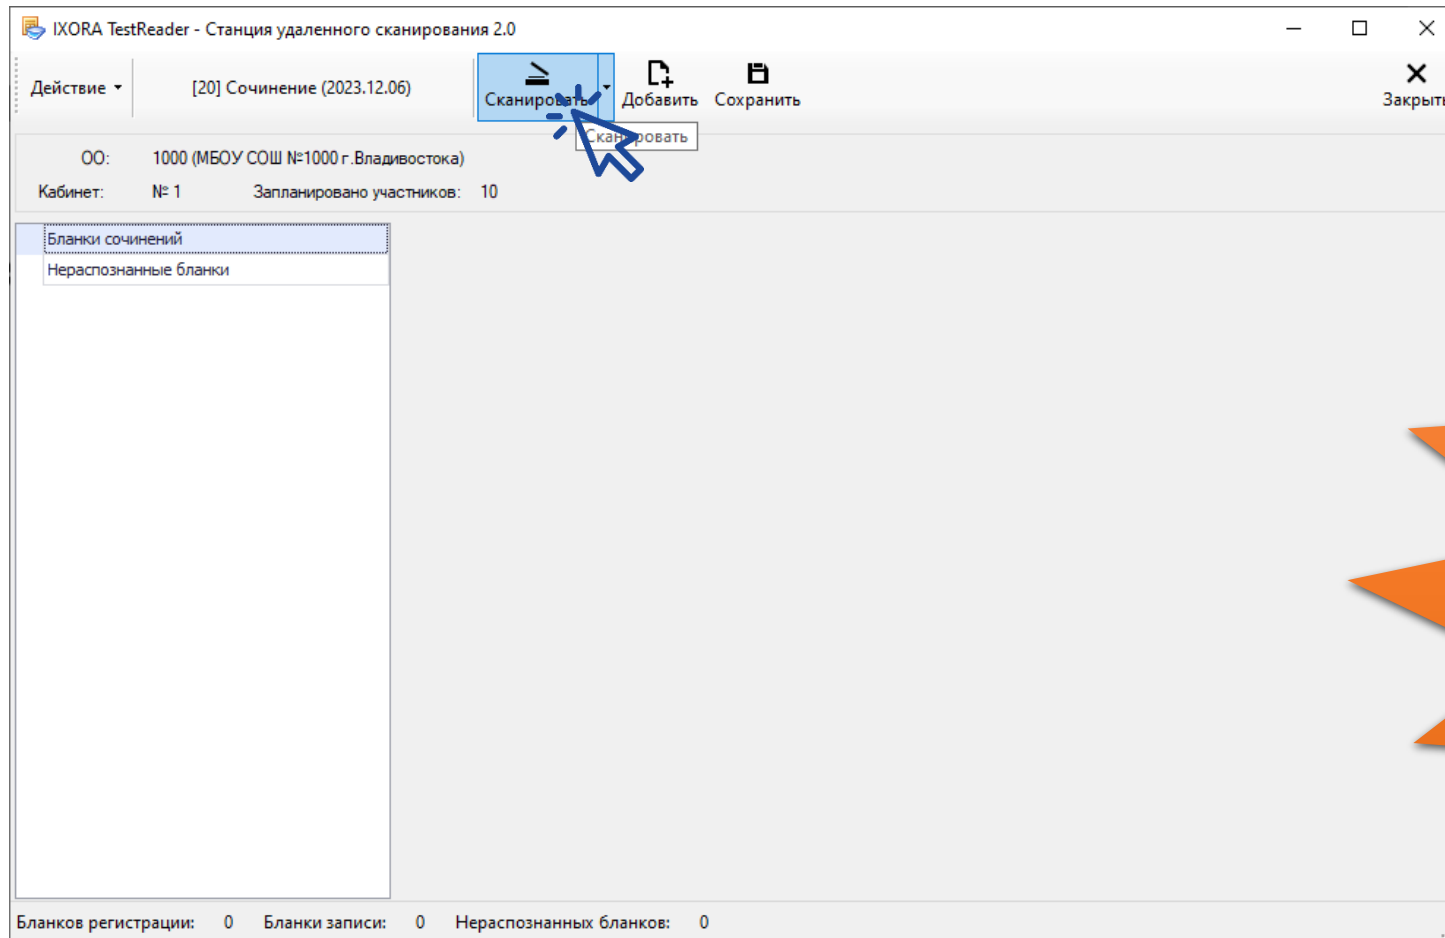 IXORA TestReader - Станция удаленного сканирования 2.0
Действие [20] Сочинение (2023.12.06) Сканировать Добавить Сохранить Закрыть
Сканировать
ОО: 1000 (МБОУ СОШ №1000 г.Владивостока)
Кабинет: № 1 Запланировано участников: 10
Бланки сочинений
Нераспознанные бланки
Бланков регистрации: 0 Бланки записи: 0 Нераспознанных бланков: 0